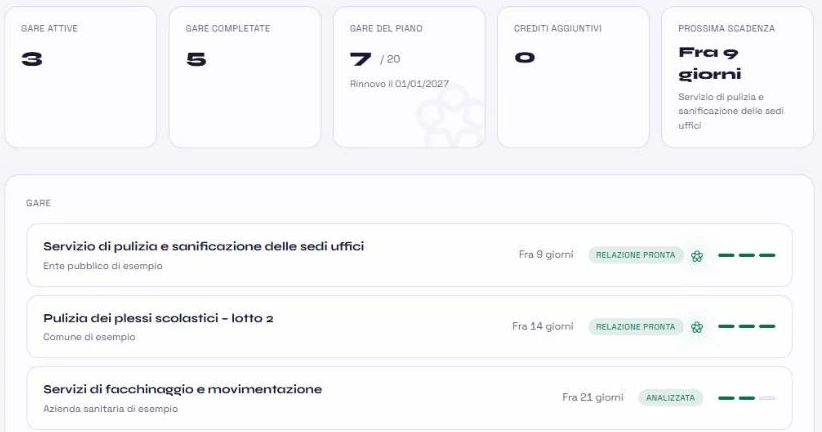 GARE ATTIVE
3
GARE COMPLETATE
5
GARE DEL PIANO
7 / 20
Rinnovo il 01/01/2027
CREDITI AGGIUNTIVI
0
PROSSIMA SCADENZA
Fra 9
giorni
Servizio di pulizia e
sanificazione delle sedi
uffici
GARE
Servizio di pulizia e sanificazione delle sedi uffici
Ente pubblico di esempio
Fra 9 giorni
RELAZIONE PRONTA
Pulizia dei plessi scolastici – lotto 2
Comune di esempio
Fra 14 giorni
RELAZIONE PRONTA
Servizi di facchinaggio e movimentazione
Azienda sanitaria di esempio
Fra 21 giorni
ANALIZZATA